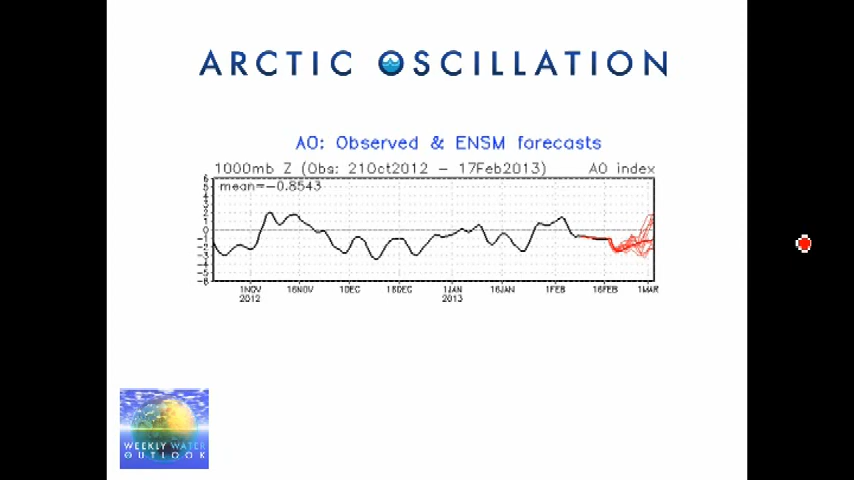 ARCTIC OSCILLATION
AO: Observed & ENSM forecasts
1000mb Z (Obs: 21Oct2012 - 17Feb2013) AO index
mean=-0.8543
6
5
4
3
2
1
0
-1
-2
-3
-4
-5
-6
1NOV 16NOV 1DEC 16DEC 1JAN 16JAN 1FEB 16FEB 1MAR
2012 2013
WEEKLY WATER
OUTLOOK